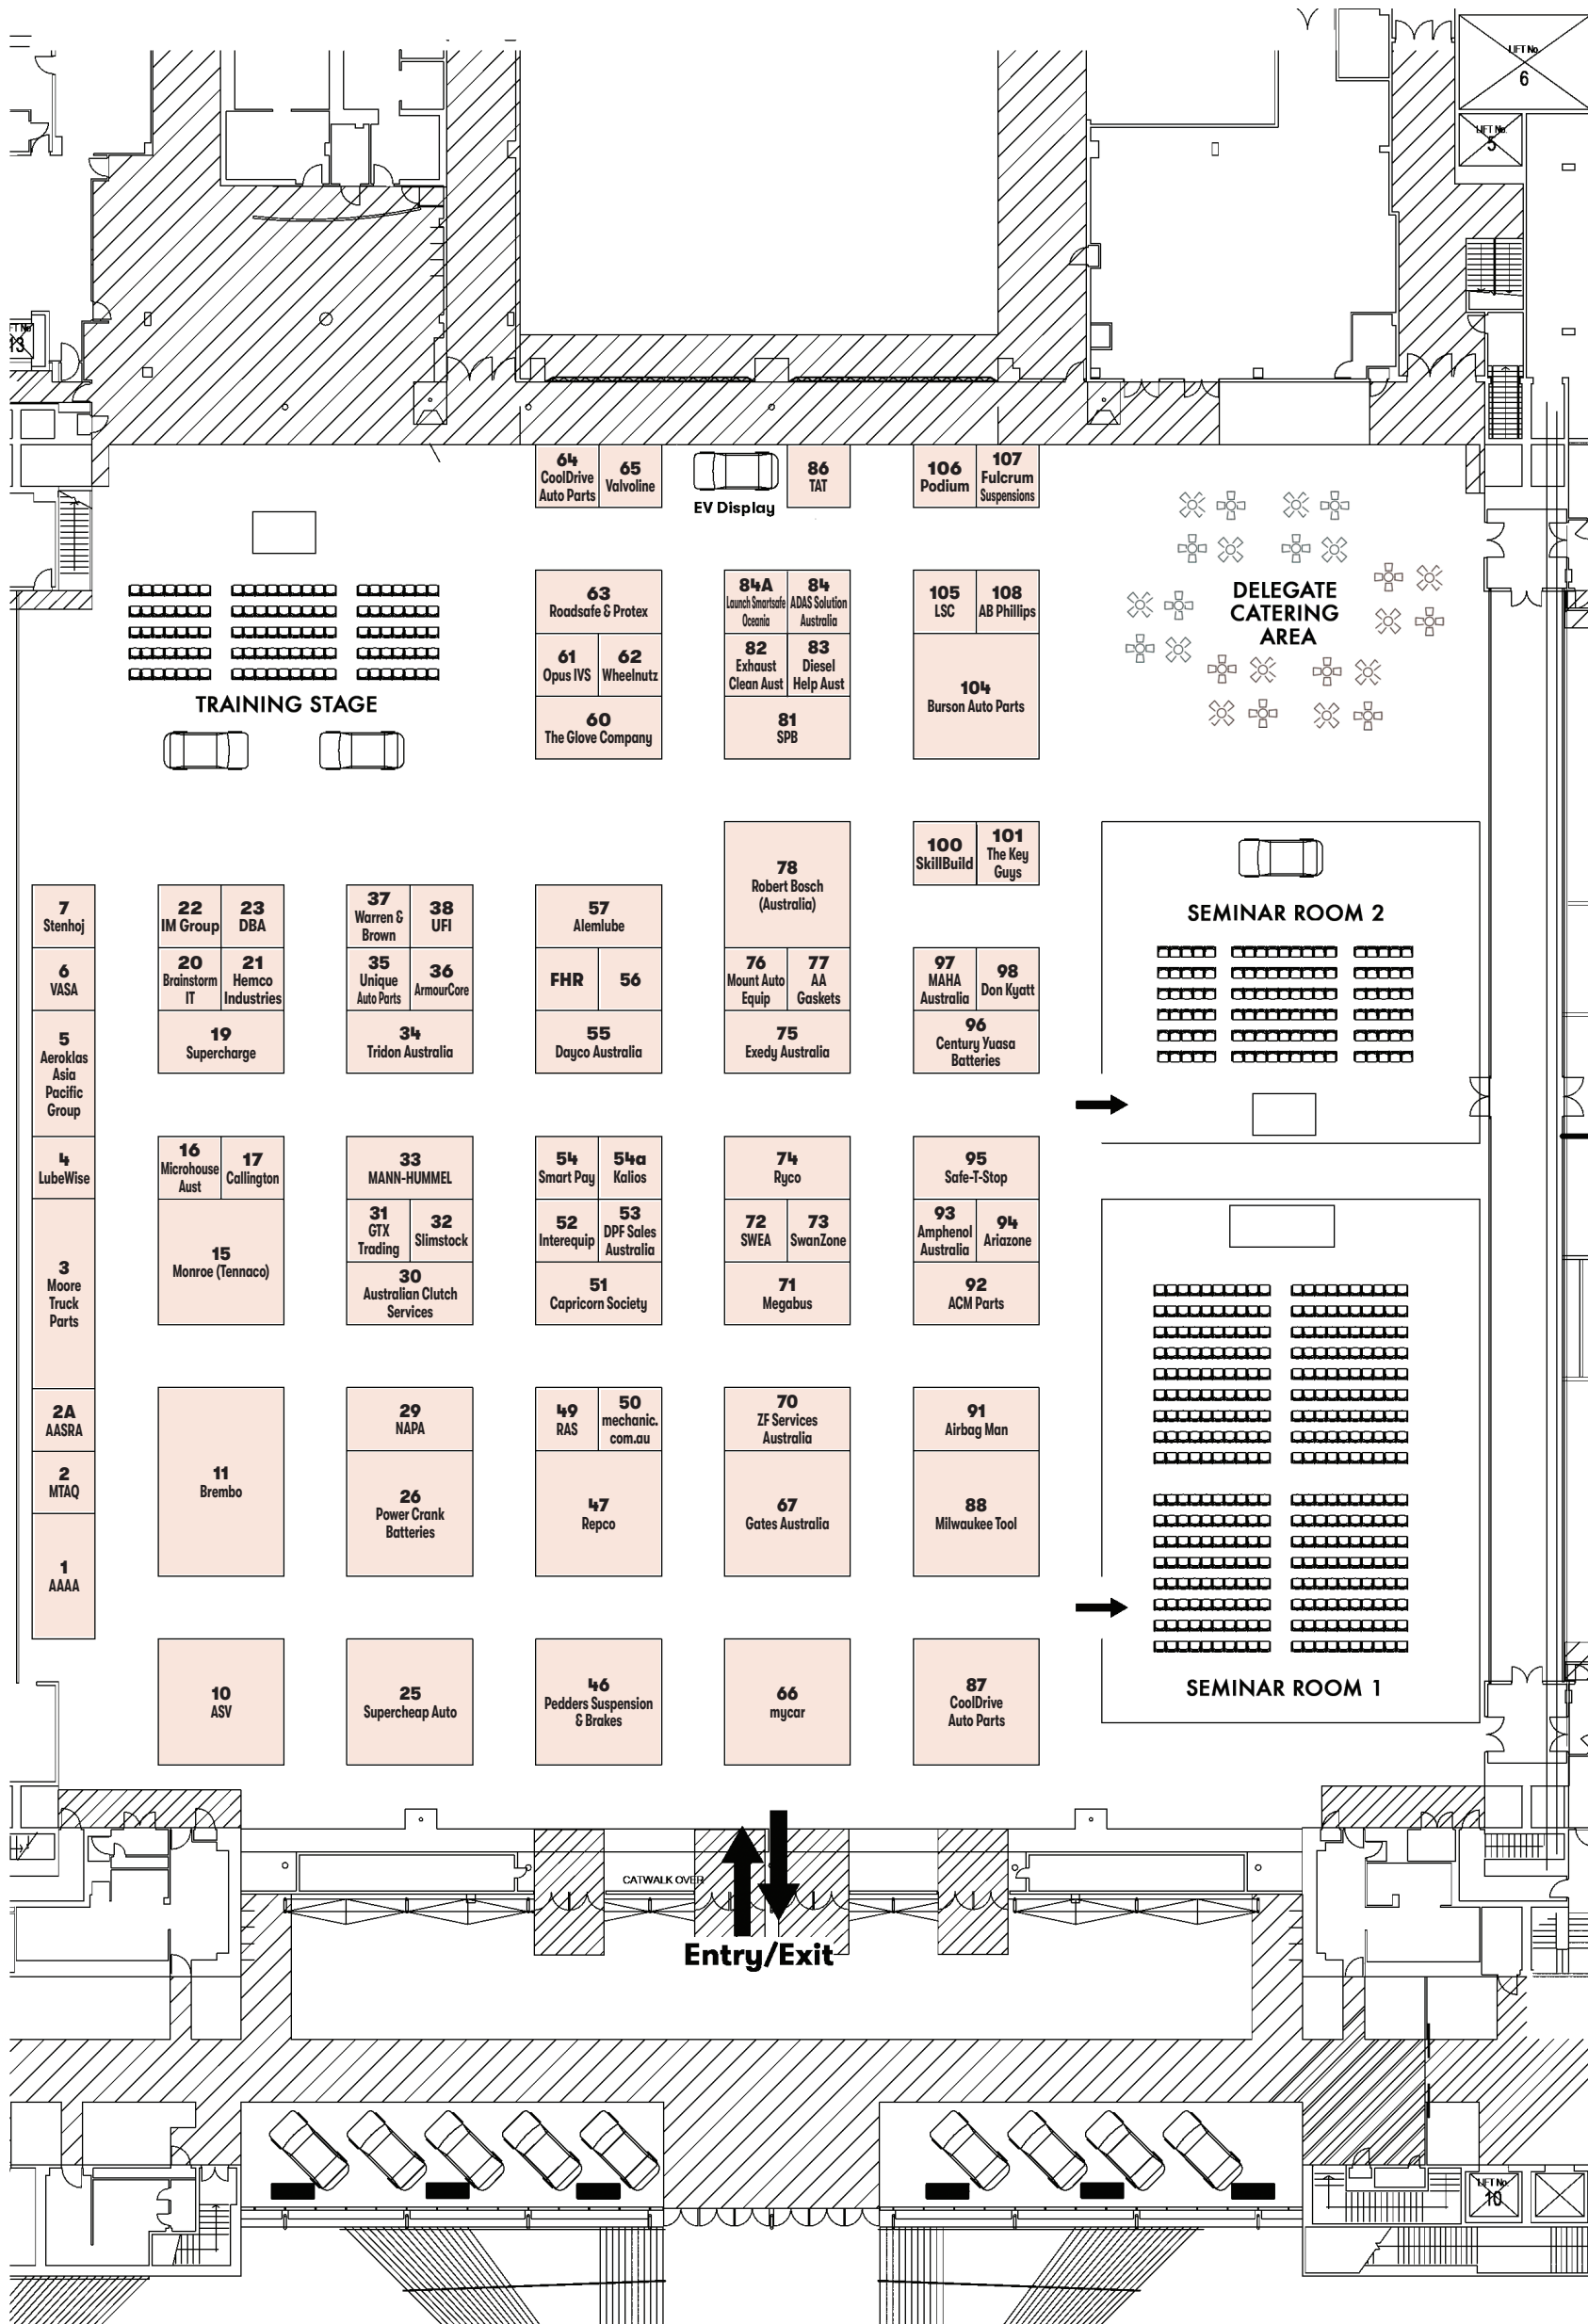 LIFT No.
6
LIFT No.
5
LIFT No.
13
64
CoolDrive
Auto Parts
65
Valvoline
EV Display
86
TAT
106
Podium
107
Fulcrum
Suspensions
63
Roadsafe & Protex
84A
Launch Smartsafe
Oceania
84
ADAS Solution
Australia
105
LSC
108
AB Phillips
DELEGATE
CATERING
AREA
61
Opus IVS
62
Wheelnutz
82
Exhaust
Clean Aust
83
Diesel
Help Aust
104
Burson Auto Parts
TRAINING STAGE
60
The Glove Company
81
SPB
78
Robert Bosch
(Australia)
100
SkillBuild
101
The Key
Guys
SEMINAR ROOM 2
7
Stenhoj
22
IM Group
23
DBA
37
Warren &
Brown
38
UFI
57
Alemlube
6
VASA
20
Brainstorm
IT
21
Hemco
Industries
35
Unique
Auto Parts
36
ArmourCore
FHR
56
76
Mount Auto
Equip
77
AA
Gaskets
97
MAHA
Australia
98
Don Kyatt
5
Aeroklas
Asia
Pacific
Group
19
Supercharge
34
Tridon Australia
55
Dayco Australia
75
Exedy Australia
96
Century Yuasa
Batteries
4
LubeWise
16
Microhouse
Aust
17
Callington
33
MANN-HUMMEL
54
Smart Pay
54a
Kalios
74
Ryco
95
Safe-T-Stop
3
Moore
Truck
Parts
15
Monroe (Tennaco)
31
GTX
Trading
32
Slimstock
52
Interequip
53
DPF Sales
Australia
72
SWEA
73
SwanZone
93
Amphenol
Australia
94
Ariazone
30
Australian Clutch
Services
51
Capricorn Society
71
Megabus
92
ACM Parts
2A
AASRA
11
Brembo
29
NAPA
49
RAS
50
mechanic.
com.au
70
ZF Services
Australia
91
Airbag Man
2
MTAQ
26
Power Crank
Batteries
47
Repco
67
Gates Australia
88
Milwaukee Tool
1
AAAA
10
ASV
25
Supercheap Auto
46
Pedders Suspension
& Brakes
66
mycar
87
CoolDrive
Auto Parts
SEMINAR ROOM 1
CATWALK OVER
Entry/Exit
LIFT No.
10